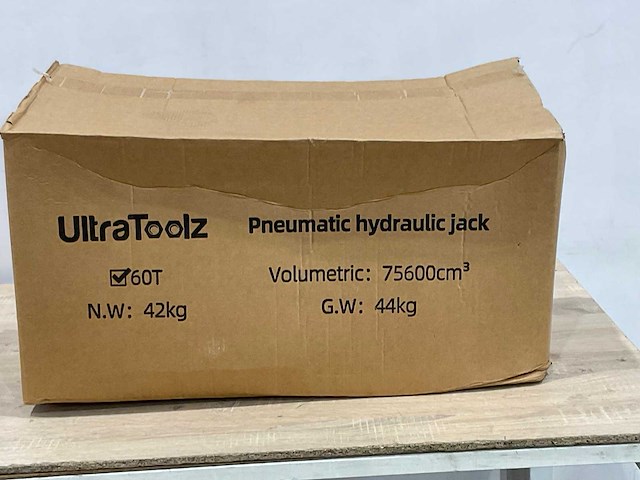 UltraToolz Pneumatic hydraulic jack
☑60T Volumetric: 75600cm³
N.W: 42kg G.W: 44kg